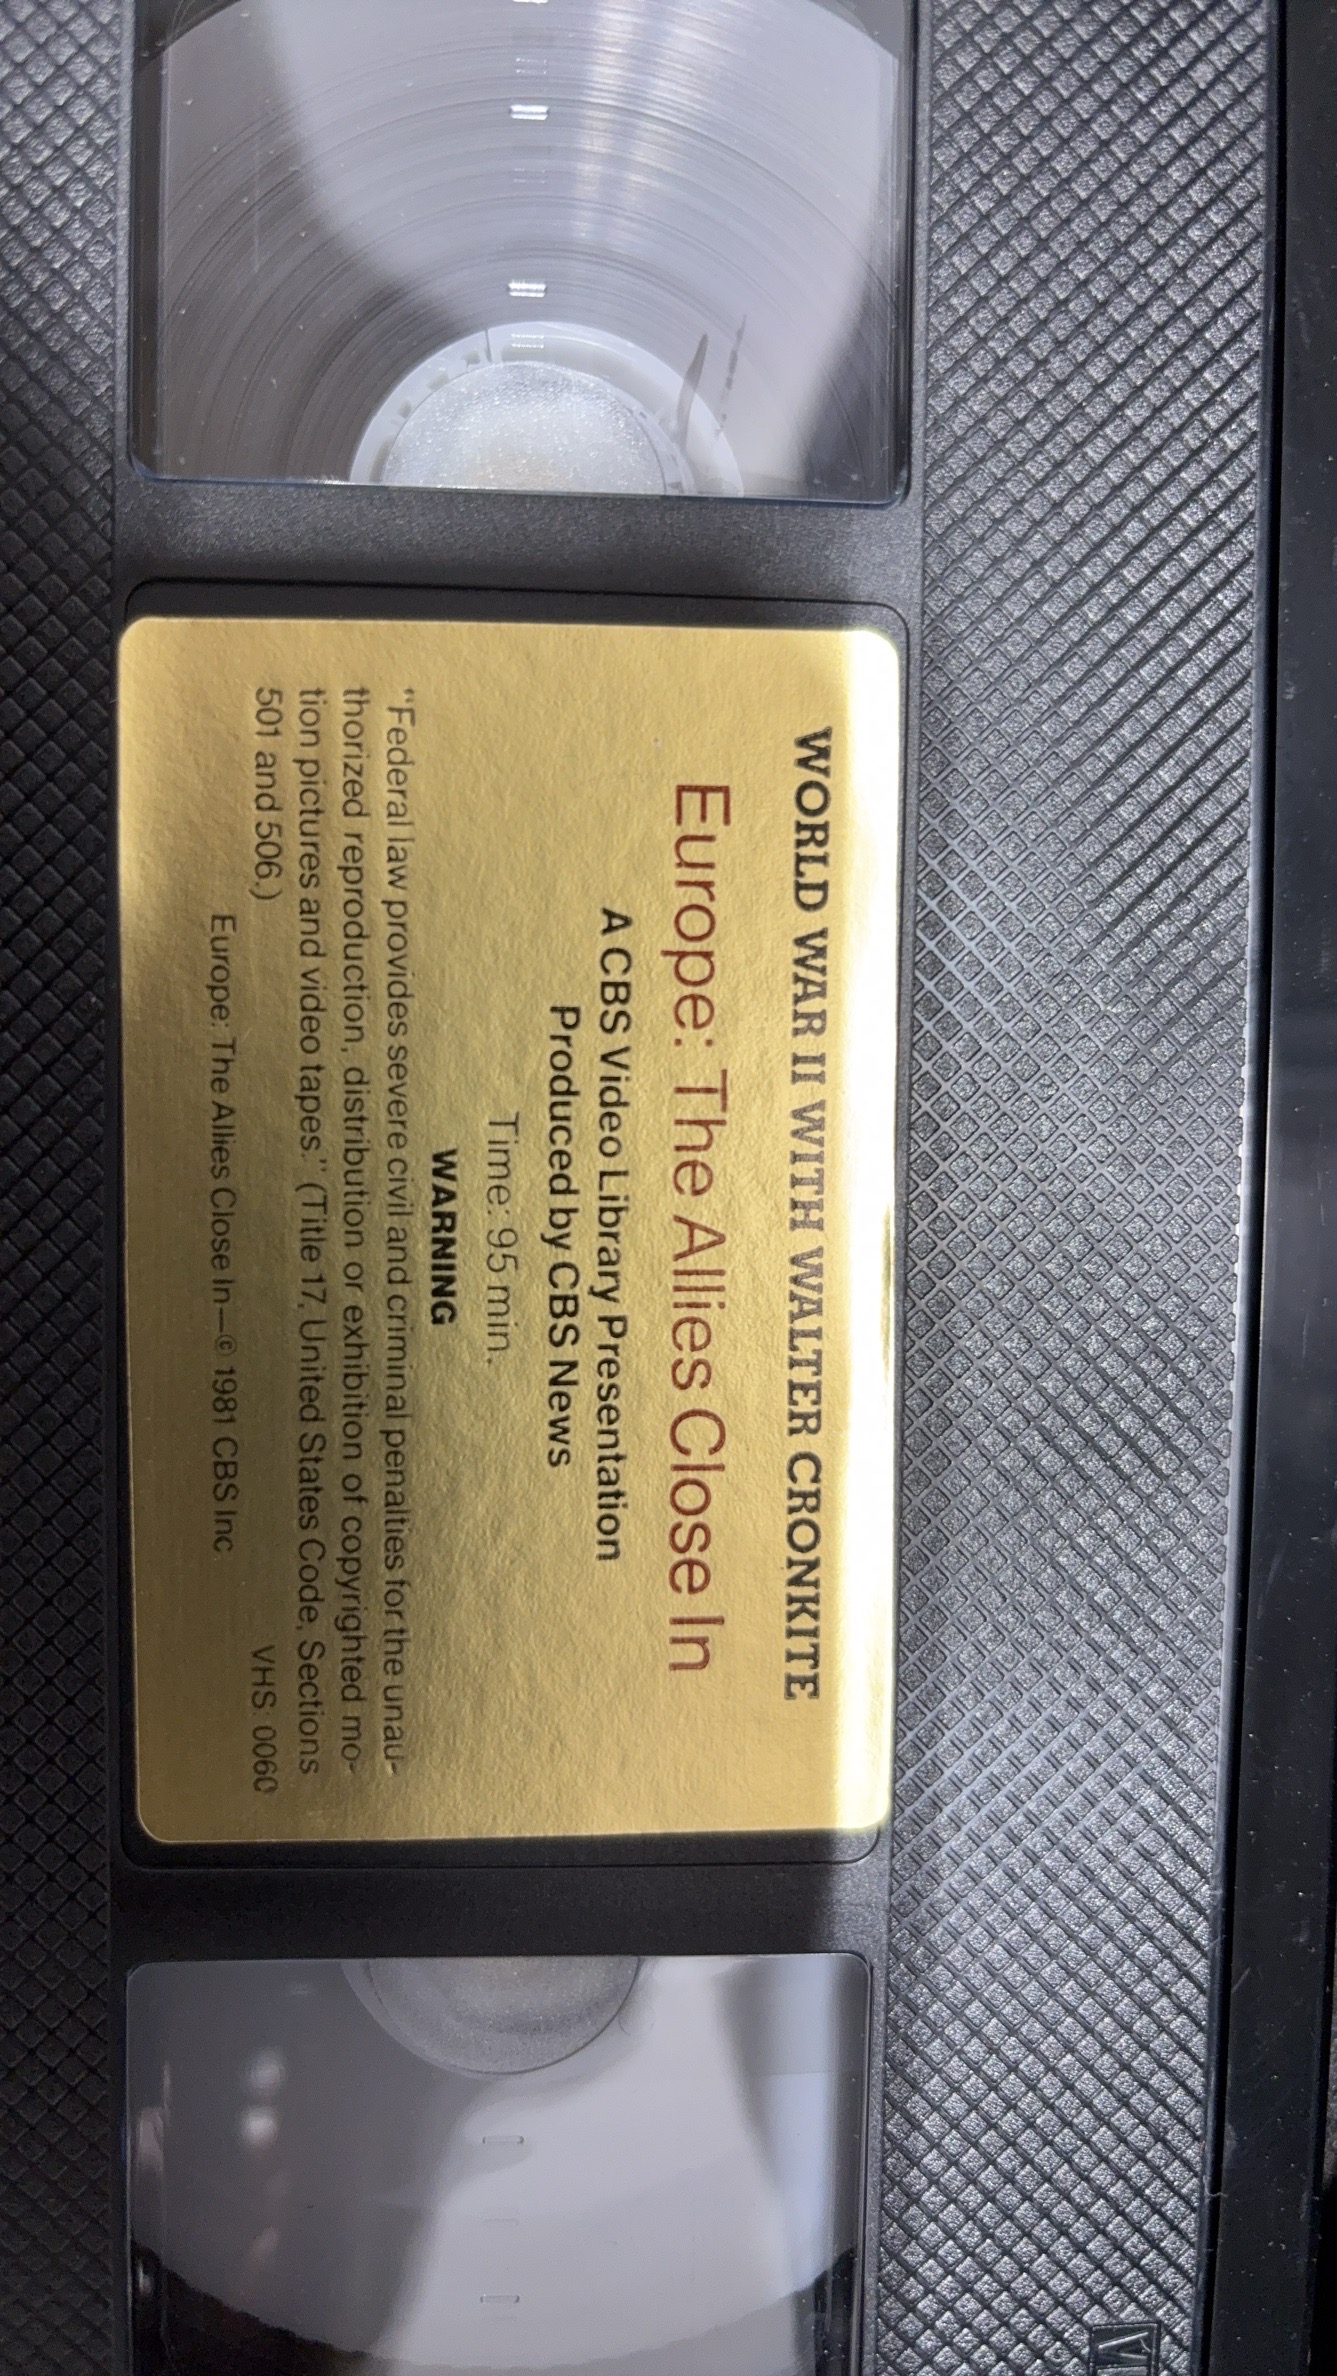 WORLD WAR II WITH WALTER CRONKITE
Europe: The Allies Close In
A CBS Video Library Presentation
Produced by CBS News
Time: 95 min.
WARNING
"Federal law provides severe civil and criminal penalties for the unau-
thorized reproduction, distribution or exhibition of copyrighted mo-
tion pictures and video tapes." (Title 17, United States Code, Sections
501 and 506.)
VHS: 0060
Europe: The Allies Close In—© 1981 CBS Inc.